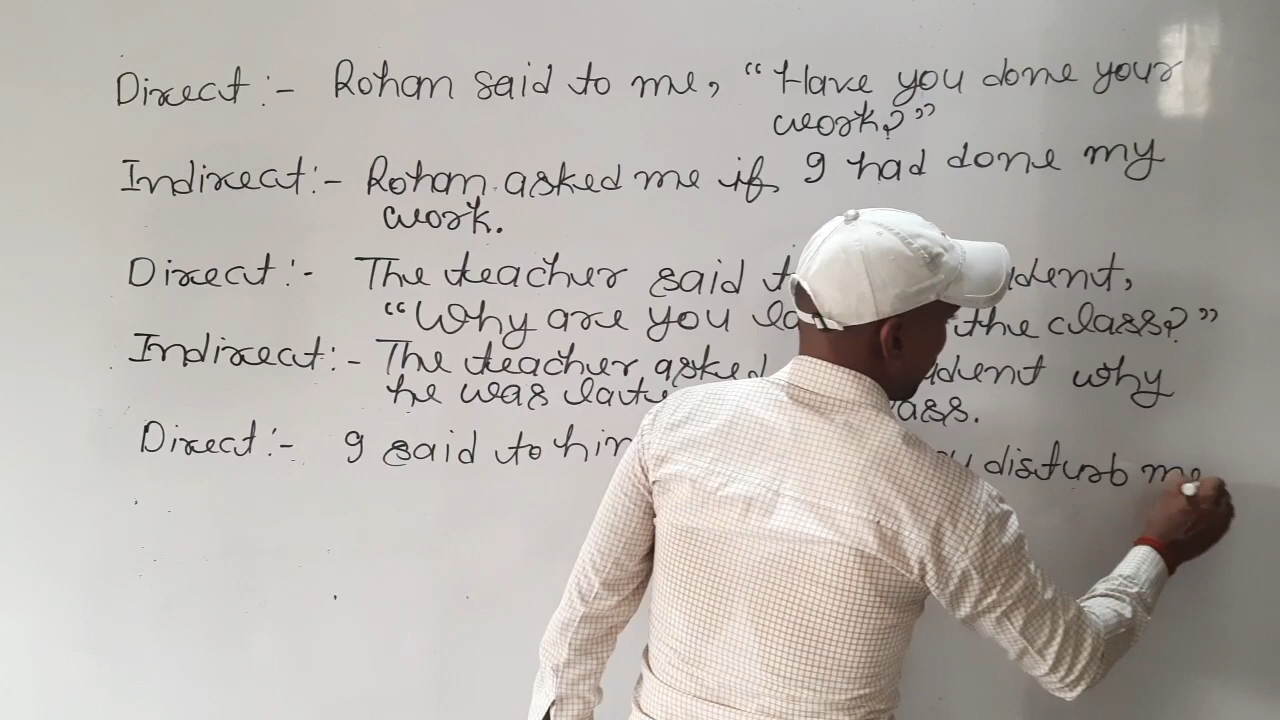 Direct :- Rohan said to me, "Have you done your
work?"
Indirect :- Rohan asked me if I had done my
work.
Direct :- The teacher said
"Why are you the class?"
Indirect :- The teacher asked why
he was
Direct :- I said to disturb me